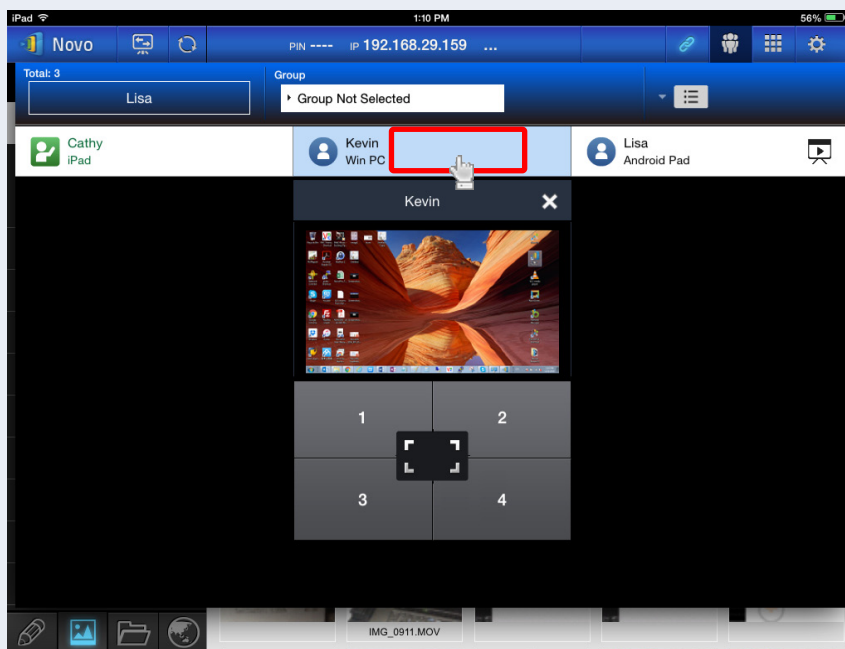 iPad 1:10 PM 56%
Novo PIN ---- IP 192.168.29.159 ...
Total: 3 Group
Lisa Group Not Selected
Cathy Kevin Lisa
iPad Win PC Android Pad
Kevin
1 2
3 4
IMG_0911.MOV